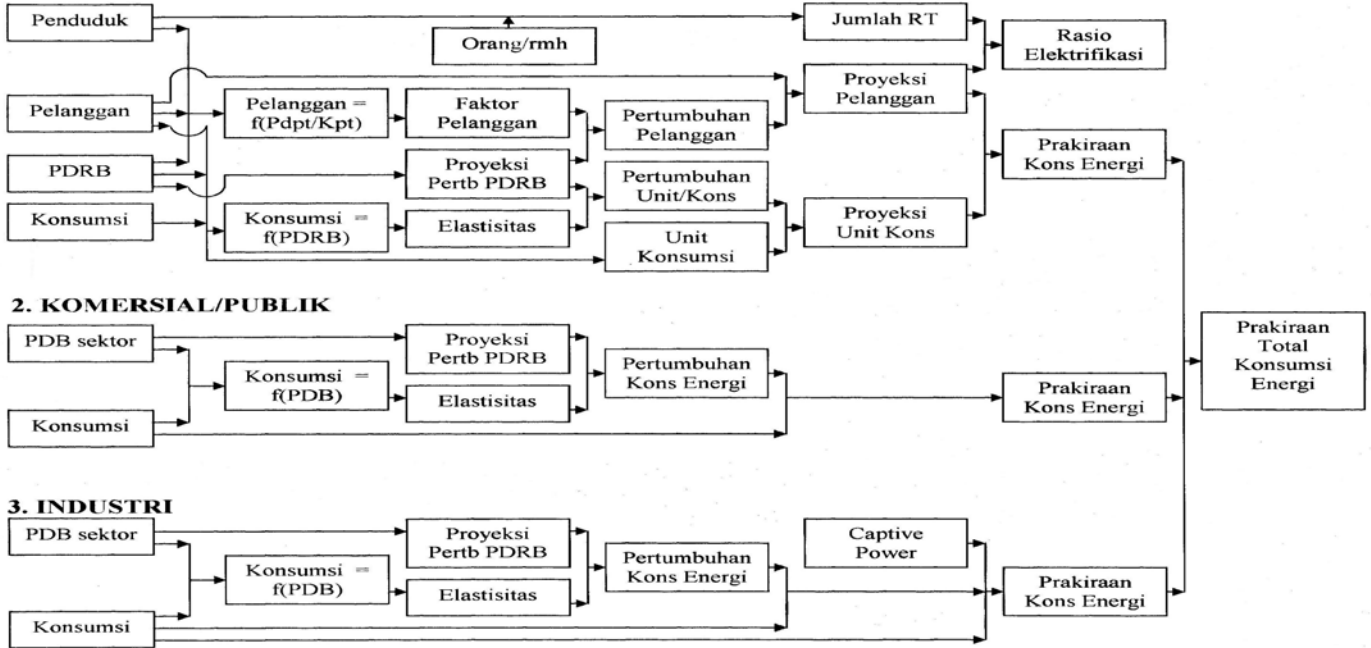 Penduduk
Orang/rmh
Jumlah RT
Rasio
Elektrifikasi
Pelanggan
Pelanggan =
f(Pdpt/Kpt)
Faktor
Pelanggan
Pertumbuhan
Pelanggan
Proyeksi
Pelanggan
PDRB
Proyeksi
Pertb PDRB
Pertumbuhan
Unit/Kons
Prakiraan
Kons Energi
Konsumsi
Konsumsi =
f(PDRB)
Elastisitas
Unit
Konsumsi
Proyeksi
Unit Kons
2. KOMERSIAL/PUBLIK
PDB sektor
Konsumsi =
f(PDB)
Proyeksi
Pertb PDRB
Elastisitas
Pertumbuhan
Kons Energi
Prakiraan
Kons Energi
Prakiraan
Total
Konsumsi
Energi
Konsumsi
3. INDUSTRI
PDB sektor
Konsumsi =
f(PDB)
Proyeksi
Pertb PDRB
Elastisitas
Pertumbuhan
Kons Energi
Captive
Power
Prakiraan
Kons Energi
Konsumsi